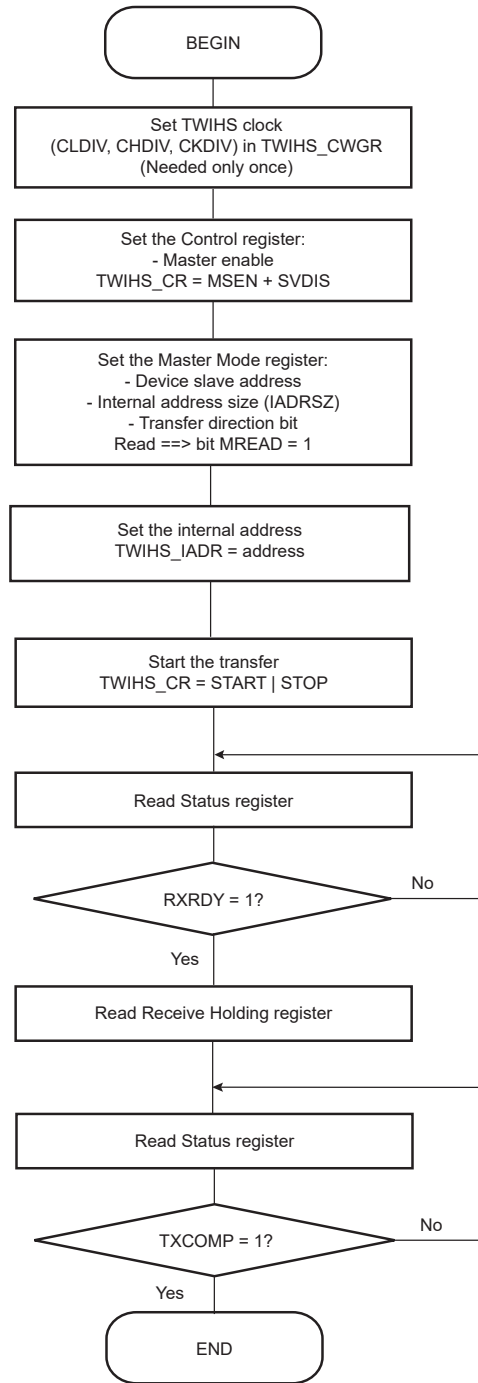 BEGIN
Set TWIHS clock
(CLDIV, CHDIV, CKDIV) in TWIHS_CWGR
(Needed only once)
Set the Control register:
- Master enable
TWIHS_CR = MSEN + SVDIS
Set the Master Mode register:
- Device slave address
- Internal address size (IADRSZ)
- Transfer direction bit
Read ==> bit MREAD = 1
Set the internal address
TWIHS_IADR = address
Start the transfer
TWIHS_CR = START | STOP
Read Status register
RXRDY = 1?
No
Yes
Read Receive Holding register
Read Status register
TXCOMP = 1?
No
Yes
END